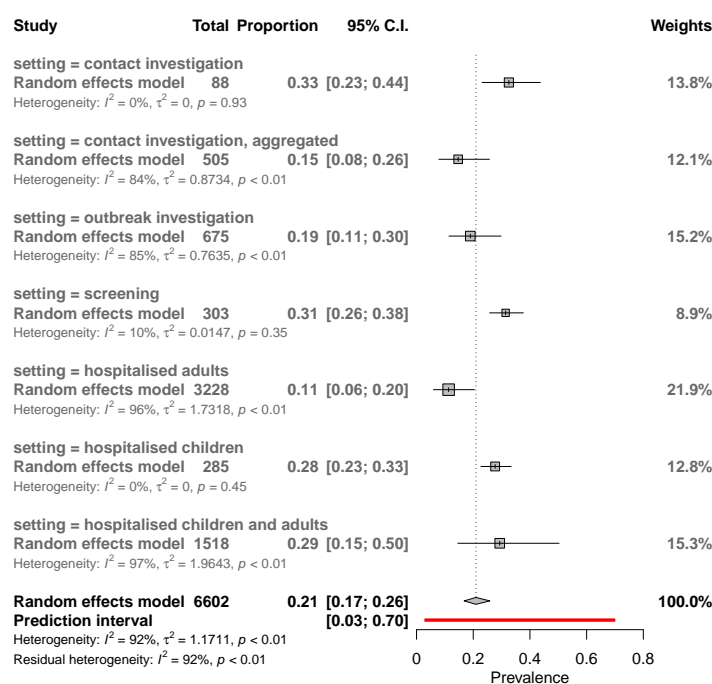 Study Total Proportion 95% C.I. Weights
setting = contact investigation
Random effects model 88 0.33 [0.23; 0.44] 13.8%
Heterogeneity: I² = 0%, τ² = 0, p = 0.93
setting = contact investigation, aggregated
Random effects model 505 0.15 [0.08; 0.26] 12.1%
Heterogeneity: I² = 84%, τ² = 0.8734, p < 0.01
setting = outbreak investigation
Random effects model 675 0.19 [0.11; 0.30] 15.2%
Heterogeneity: I² = 85%, τ² = 0.7635, p < 0.01
setting = screening
Random effects model 303 0.31 [0.26; 0.38] 8.9%
Heterogeneity: I² = 10%, τ² = 0.0147, p = 0.35
setting = hospitalised adults
Random effects model 3228 0.11 [0.06; 0.20] 21.9%
Heterogeneity: I² = 96%, τ² = 1.7318, p < 0.01
setting = hospitalised children
Random effects model 285 0.28 [0.23; 0.33] 12.8%
Heterogeneity: I² = 0%, τ² = 0, p = 0.45
setting = hospitalised children and adults
Random effects model 1518 0.29 [0.15; 0.50] 15.3%
Heterogeneity: I² = 97%, τ² = 1.9643, p < 0.01
Random effects model 6602 0.21 [0.17; 0.26] 100.0%
Prediction interval [0.03; 0.70]
Heterogeneity: I² = 92%, τ² = 1.1711, p < 0.01
Residual heterogeneity: I² = 92%, p < 0.01
0 0.2 0.4 0.6 0.8
Prevalence